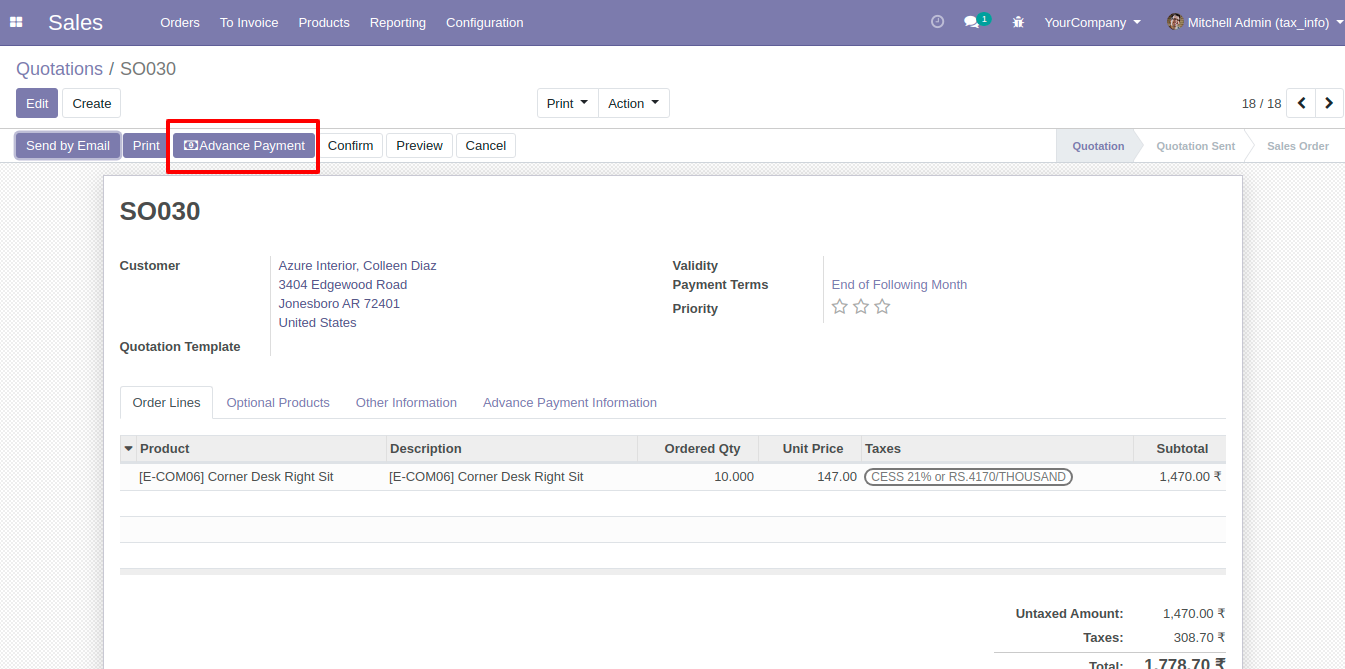 Sales Orders To Invoice Products Reporting Configuration 1 YourCompany Mitchell Admin (tax_info)
Quotations / SO030
Edit Create Print Action 18 / 18
Send by Email Print Advance Payment Confirm Preview Cancel Quotation Quotation Sent Sales Order
SO030
Customer Azure Interior, Colleen Diaz Validity
3404 Edgewood Road Payment Terms End of Following Month
Jonesboro AR 72401 Priority
United States
Quotation Template
Order Lines Optional Products Other Information Advance Payment Information
Product Description Ordered Qty Unit Price Taxes Subtotal
[E-COM06] Corner Desk Right Sit [E-COM06] Corner Desk Right Sit 10.000 147.00 CESS 21% or RS.4170/THOUSAND 1,470.00 ₹
Untaxed Amount: 1,470.00 ₹
Taxes: 308.70 ₹
Total: 1,778.70 ₹